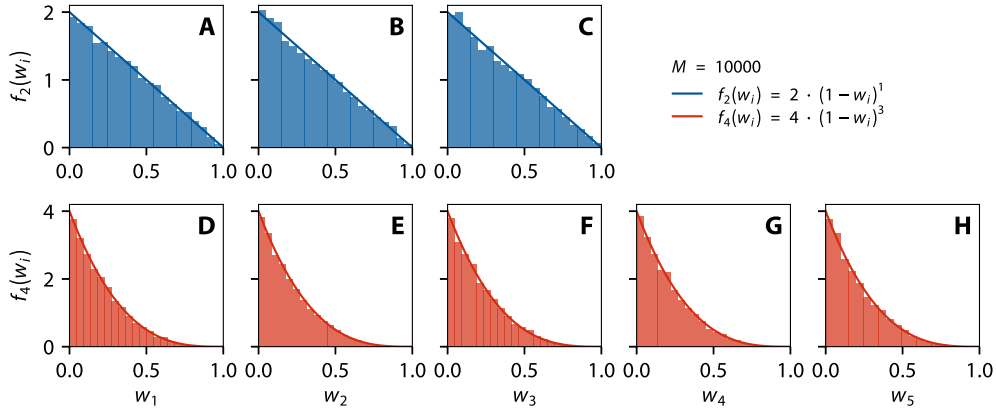 A
B
C
f₂(wᵢ)
2
1
0
0.0 0.5 1.0
0.0 0.5 1.0
0.0 0.5 1.0
M = 10000
f₂(wᵢ) = 2 · (1−wᵢ)¹
f₄(wᵢ) = 4 · (1−wᵢ)³
D
E
F
G
H
f₄(wᵢ)
4
2
0
0.0 0.5 1.0
0.0 0.5 1.0
0.0 0.5 1.0
0.0 0.5 1.0
0.0 0.5 1.0
w₁
w₂
w₃
w₄
w₅